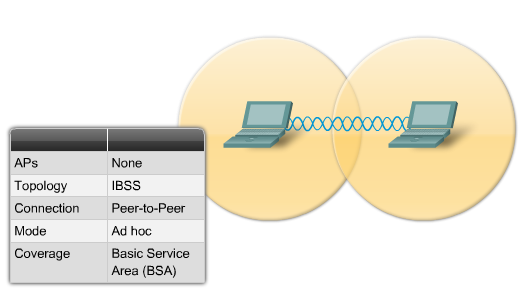 APs None
Topology IBSS
Connection Peer-to-Peer
Mode Ad hoc
Coverage Basic Service
Area (BSA)